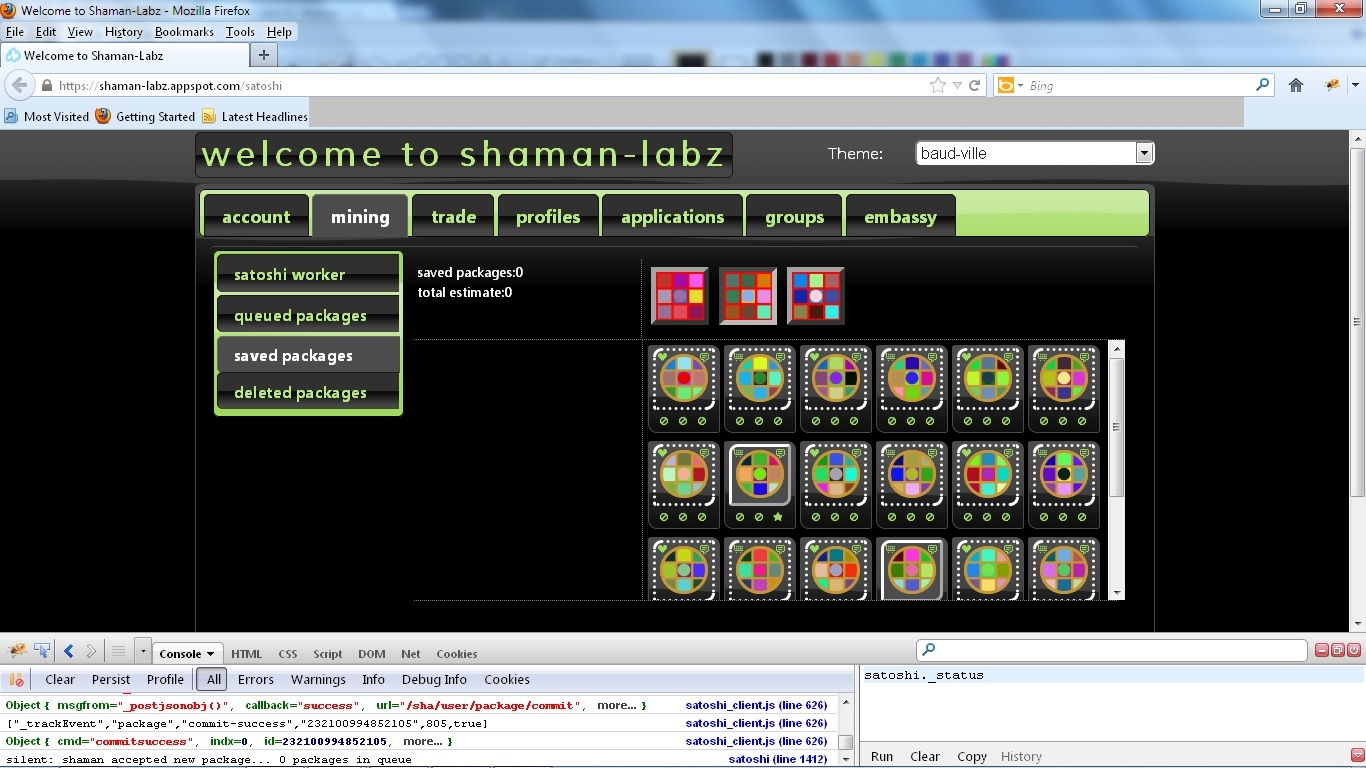 Welcome to Shaman-Labz - Mozilla Firefox
File Edit View History Bookmarks Tools Help
Welcome to Shaman-Labz
https://shaman-labz.appspot.com/satoshi
Bing
Most Visited Getting Started Latest Headlines
welcome to shaman-labz
Theme: baud-ville
account mining trade profiles applications groups embassy
satoshi worker
queued packages
saved packages
deleted packages
saved packages:0
total estimate:0
Console HTML CSS Script DOM Net Cookies
Clear Persist Profile All Errors Warnings Info Debug Info Cookies
Object { msgfrom="_postjsonobj()", callback="success", url="/sha/user/package/commit", more... } satoshi_client.js (line 626)
["_trackEvent","package","commit-success","232100994852105",805,true] satoshi_client.js (line 626)
Object { cmd="commitsuccess", indx=0, id=232100994852105, more... } satoshi_client.js (line 626)
silent: shaman accepted new package... 0 packages in queue satoshi (line 1412)
satoshi._status
Run Clear Copy History